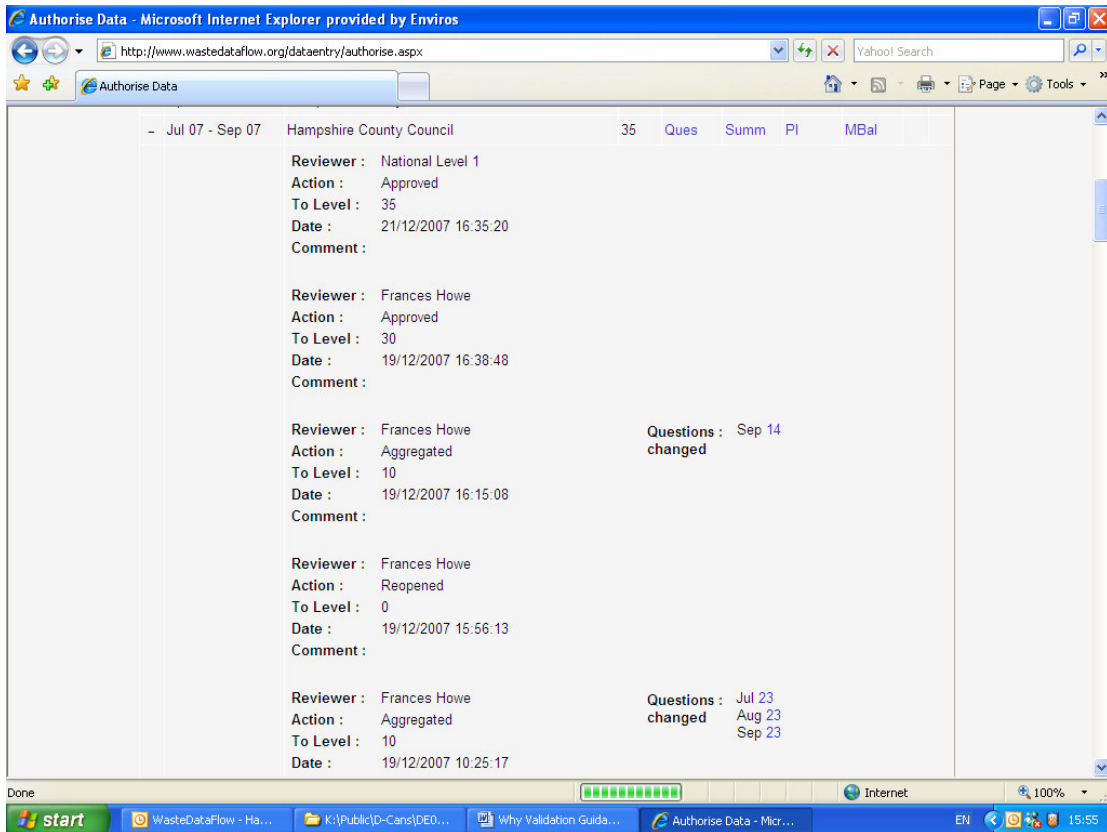 Authorise Data - Microsoft Internet Explorer provided by Enviros
http://www.wastedataflow.org/dataentry/authorise.aspx
Yahoo! Search
Authorise Data
Page
Tools
»
– Jul 07 - Sep 07 Hampshire County Council 35 Ques Summ PI MBal
Reviewer : National Level 1
Action : Approved
To Level : 35
Date : 21/12/2007 16:35:20
Comment :
Reviewer : Frances Howe
Action : Approved
To Level : 30
Date : 19/12/2007 16:38:48
Comment :
Reviewer : Frances Howe Questions : Sep 14
Action : Aggregated changed
To Level : 10
Date : 19/12/2007 16:15:08
Comment :
Reviewer : Frances Howe
Action : Reopened
To Level : 0
Date : 19/12/2007 15:56:13
Comment :
Reviewer : Frances Howe Questions : Jul 23
Action : Aggregated changed Aug 23
To Level : 10 Sep 23
Date : 19/12/2007 10:25:17
Done Internet 100%
start WasteDataFlow - Ha... K:\Public\D-Cans\DE0... Why Validation Guida... Authorise Data - Micr... EN 15:55